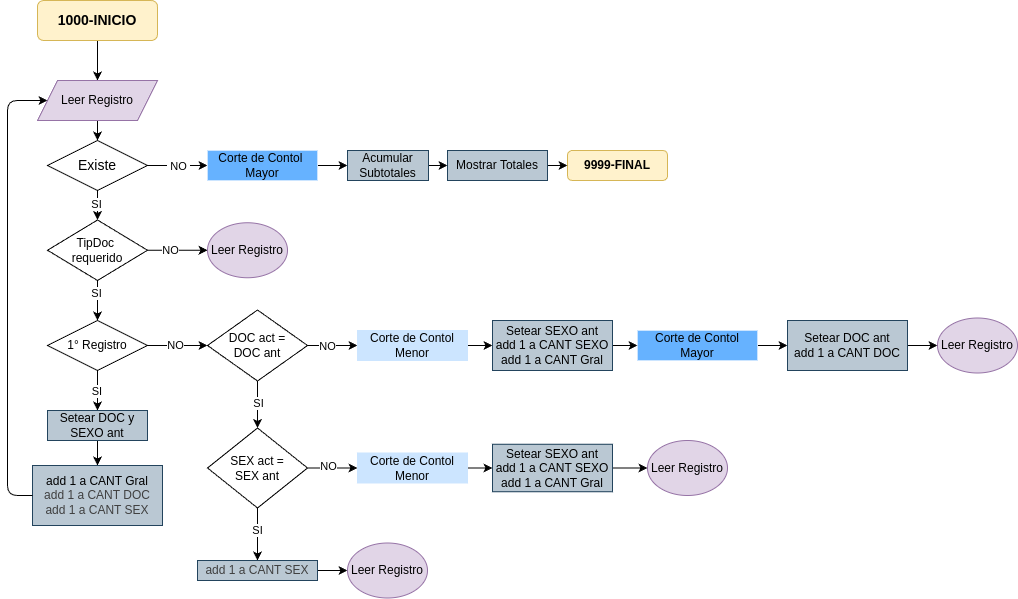 1000-INICIO
Leer Registro
Existe
NO
Corte de Contol
Mayor
Acumular
Subtotales
Mostrar Totales
9999-FINAL
SI
TipDoc
requerido
NO
Leer Registro
SI
1° Registro
NO
DOC act =
DOC ant
NO
Corte de Contol
Menor
Setear SEXO ant
add 1 a CANT SEXO
add 1 a CANT Gral
Corte de Contol
Mayor
Setear DOC ant
add 1 a CANT DOC
Leer Registro
SI
Setear DOC y
SEXO ant
SI
add 1 a CANT Gral
add 1 a CANT DOC
add 1 a CANT SEX
SEX act =
SEX ant
NO
Corte de Contol
Menor
Setear SEXO ant
add 1 a CANT SEXO
add 1 a CANT Gral
Leer Registro
SI
add 1 a CANT SEX
Leer Registro